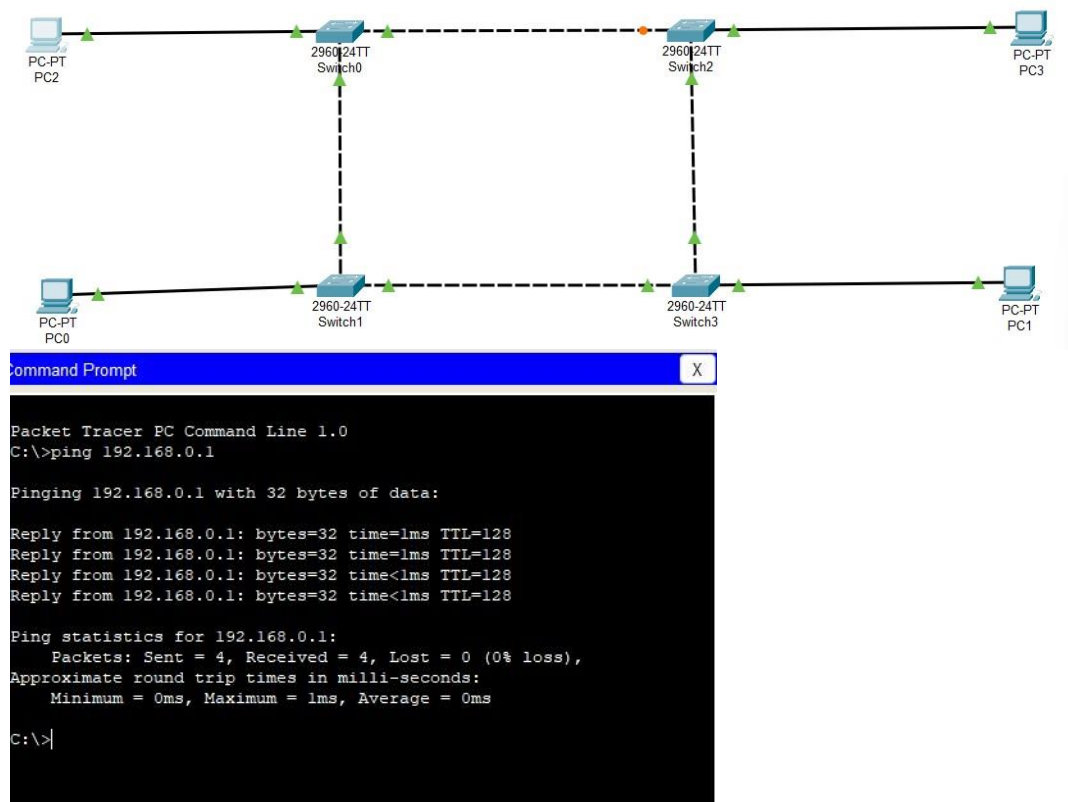 PC-PT
PC2
2960-24TT
Switch0
2960-24TT
Switch2
PC-PT
PC3
PC-PT
PC0
2960-24TT
Switch1
2960-24TT
Switch3
PC-PT
PC1
Command Prompt
X
Packet Tracer PC Command Line 1.0
C:\>ping 192.168.0.1
Pinging 192.168.0.1 with 32 bytes of data:
Reply from 192.168.0.1: bytes=32 time=1ms TTL=128
Reply from 192.168.0.1: bytes=32 time=1ms TTL=128
Reply from 192.168.0.1: bytes=32 time<1ms TTL=128
Reply from 192.168.0.1: bytes=32 time<1ms TTL=128
Ping statistics for 192.168.0.1:
Packets: Sent = 4, Received = 4, Lost = 0 (0% loss),
Approximate round trip times in milli-seconds:
Minimum = 0ms, Maximum = 1ms, Average = 0ms
C:\>